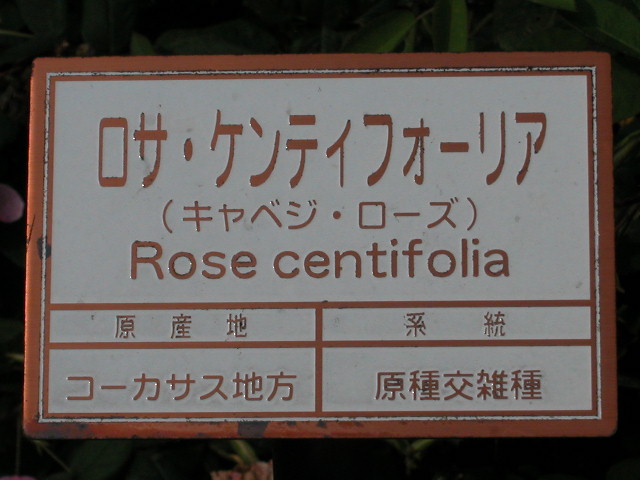 ロサ・ケンティフォーリア
（キャベジ・ローズ）
Rose centifolia
原産地 系統
コーカサス地方 原種交雑種